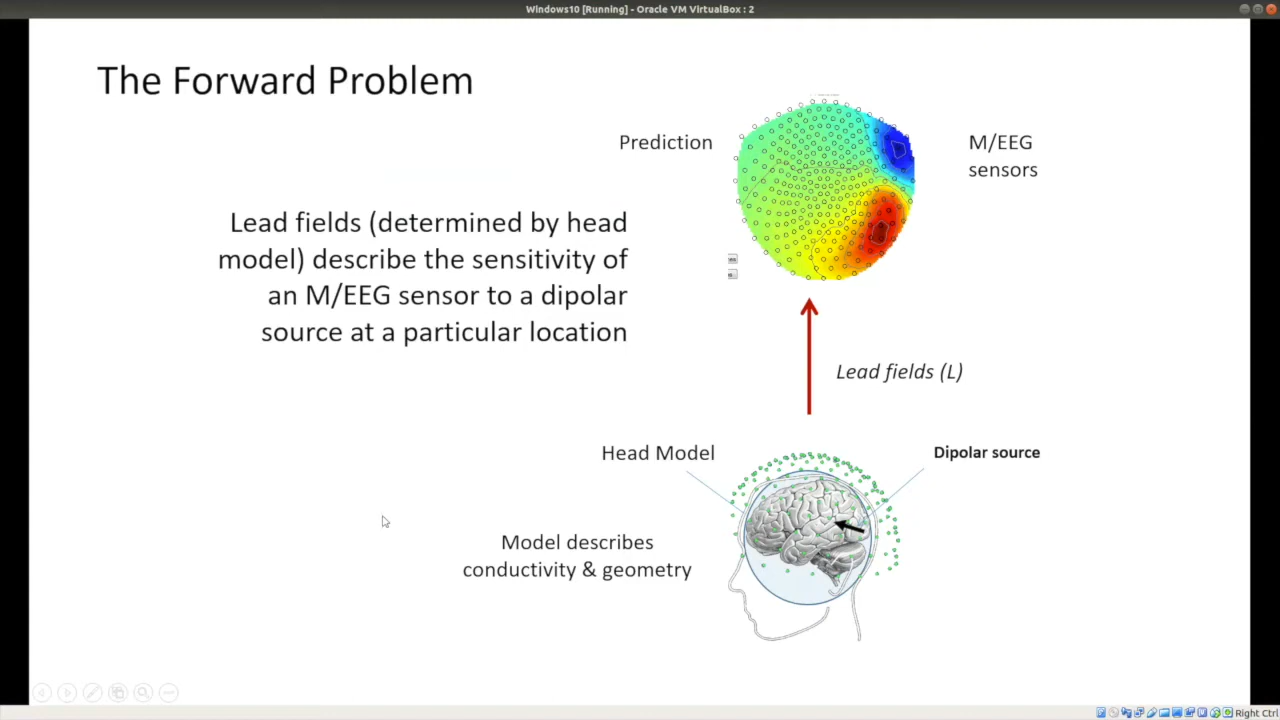 Windows10 [Running] - Oracle VM VirtualBox : 2
The Forward Problem
Prediction
M/EEG
sensors
Lead fields (determined by head
model) describe the sensitivity of
an M/EEG sensor to a dipolar
source at a particular location
Lead fields (L)
Head Model
Dipolar source
Model describes
conductivity & geometry
Right Ctrl